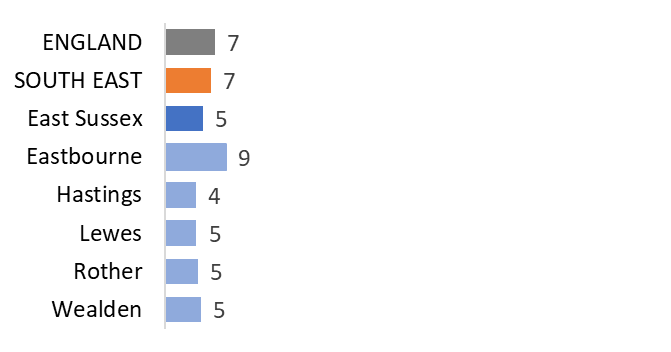 ENGLAND 7
SOUTH EAST 7
East Sussex 5
Eastbourne 9
Hastings 4
Lewes 5
Rother 5
Wealden 5